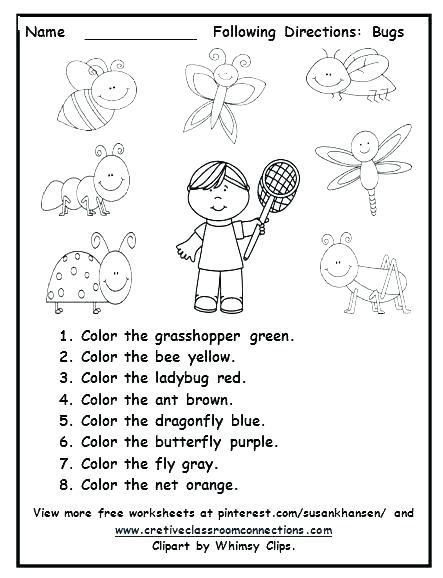 Name ____________ Following Directions: Bugs
1. Color the grasshopper green.
2. Color the bee yellow.
3. Color the ladybug red.
4. Color the ant brown.
5. Color the dragonfly blue.
6. Color the butterfly purple.
7. Color the fly gray.
8. Color the net orange.
View more free worksheets at pinterest.com/susankhansen/ and
www.cretiveclassroomconnections.com
Clipart by Whimsy Clips.